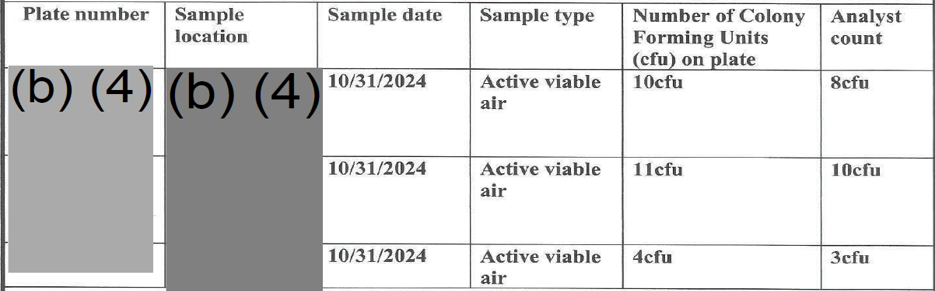 Plate number Sample location Sample date Sample type Number of Colony Forming Units (cfu) on plate Analyst count
(b) (4) (b) (4) 10/31/2024 Active viable air 10cfu 8cfu
10/31/2024 Active viable air 11cfu 10cfu
10/31/2024 Active viable air 4cfu 3cfu